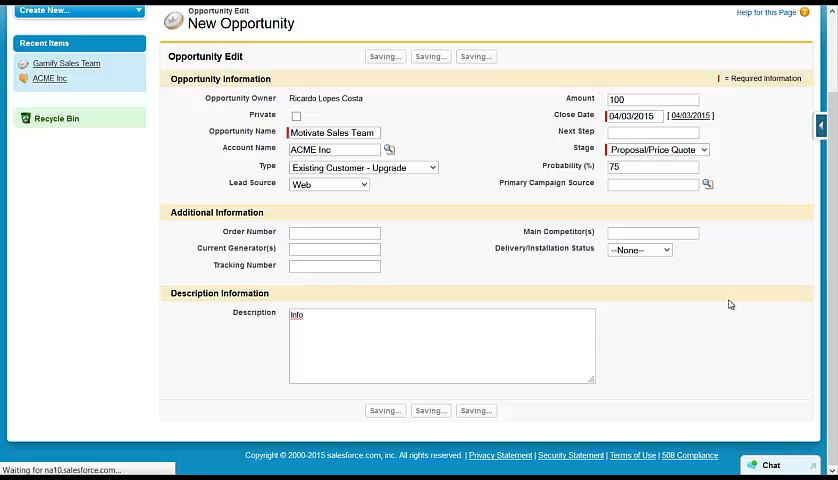 Create New...
Opportunity Edit
New Opportunity
Help for this Page
Recent Items
Gamify Sales Team
ACME Inc
Recycle Bin
Opportunity Edit
Saving... Saving... Saving...
Opportunity Information
= Required Information
Opportunity Owner Ricardo Lopes Costa
Amount 100
Private
Close Date 04/03/2015 [ 04/03/2015 ]
Opportunity Name Motivate Sales Team
Next Step
Account Name ACME Inc
Stage Proposal/Price Quote
Type Existing Customer - Upgrade
Probability (%) 75
Lead Source Web
Primary Campaign Source
Additional Information
Order Number
Main Competitor(s)
Current Generator(s)
Delivery/Installation Status --None--
Tracking Number
Description Information
Description Info
Saving... Saving... Saving...
Copyright © 2000-2015 salesforce.com, inc. All rights reserved. | Privacy Statement | Security Statement | Terms of Use | 508 Compliance
Chat
Waiting for na10.salesforce.com...